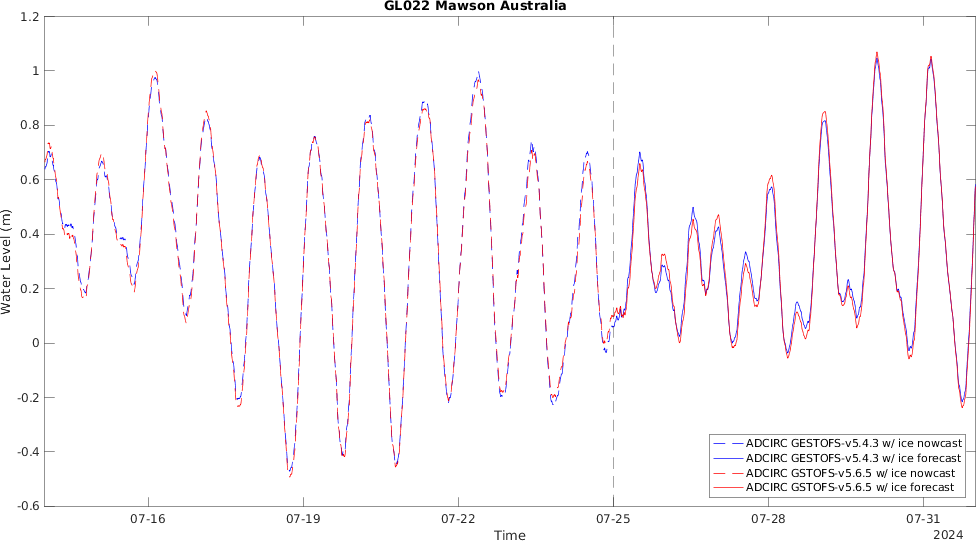 GL022 Mawson Australia
1.2
1
0.8
0.6
0.4
0.2
0
-0.2
-0.4
-0.6
Water Level (m)
07-16
07-19
07-22
07-25
07-28
07-31
Time
2024
ADCIRC GESTOFS-v5.4.3 w/ ice nowcast
ADCIRC GESTOFS-v5.4.3 w/ ice forecast
ADCIRC GSTOFS-v5.6.5 w/ ice nowcast
ADCIRC GSTOFS-v5.6.5 w/ ice forecast